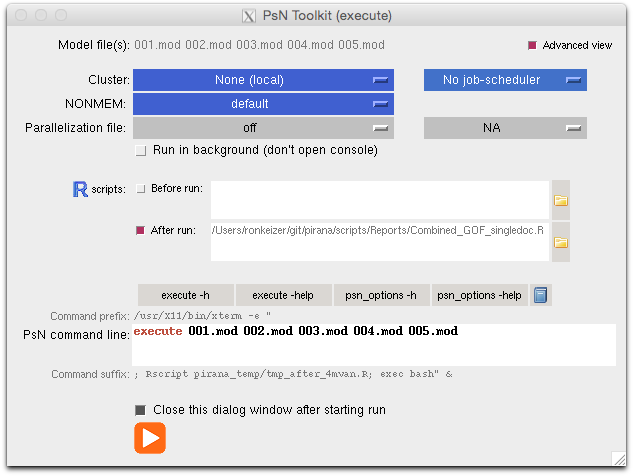 PsN Toolkit (execute)
Model file(s): 001.mod 002.mod 003.mod 004.mod 005.mod Advanced view
Cluster: None (local) No job-scheduler
NONMEM: default
Parallelization file: off NA
Run in background (don't open console)
R scripts: Before run:
After run: /Users/ronkeizer/git/pirana/scripts/Reports/Combined_GOF_singledoc.R
execute -h execute -help psn_options -h psn_options -help
Command prefix: /usr/X11/bin/xterm -e "
PsN command line: execute 001.mod 002.mod 003.mod 004.mod 005.mod
Command suffix: ; Rscript pirana_temp/tmp_after_4mvan.R; exec bash" &
Close this dialog window after starting run